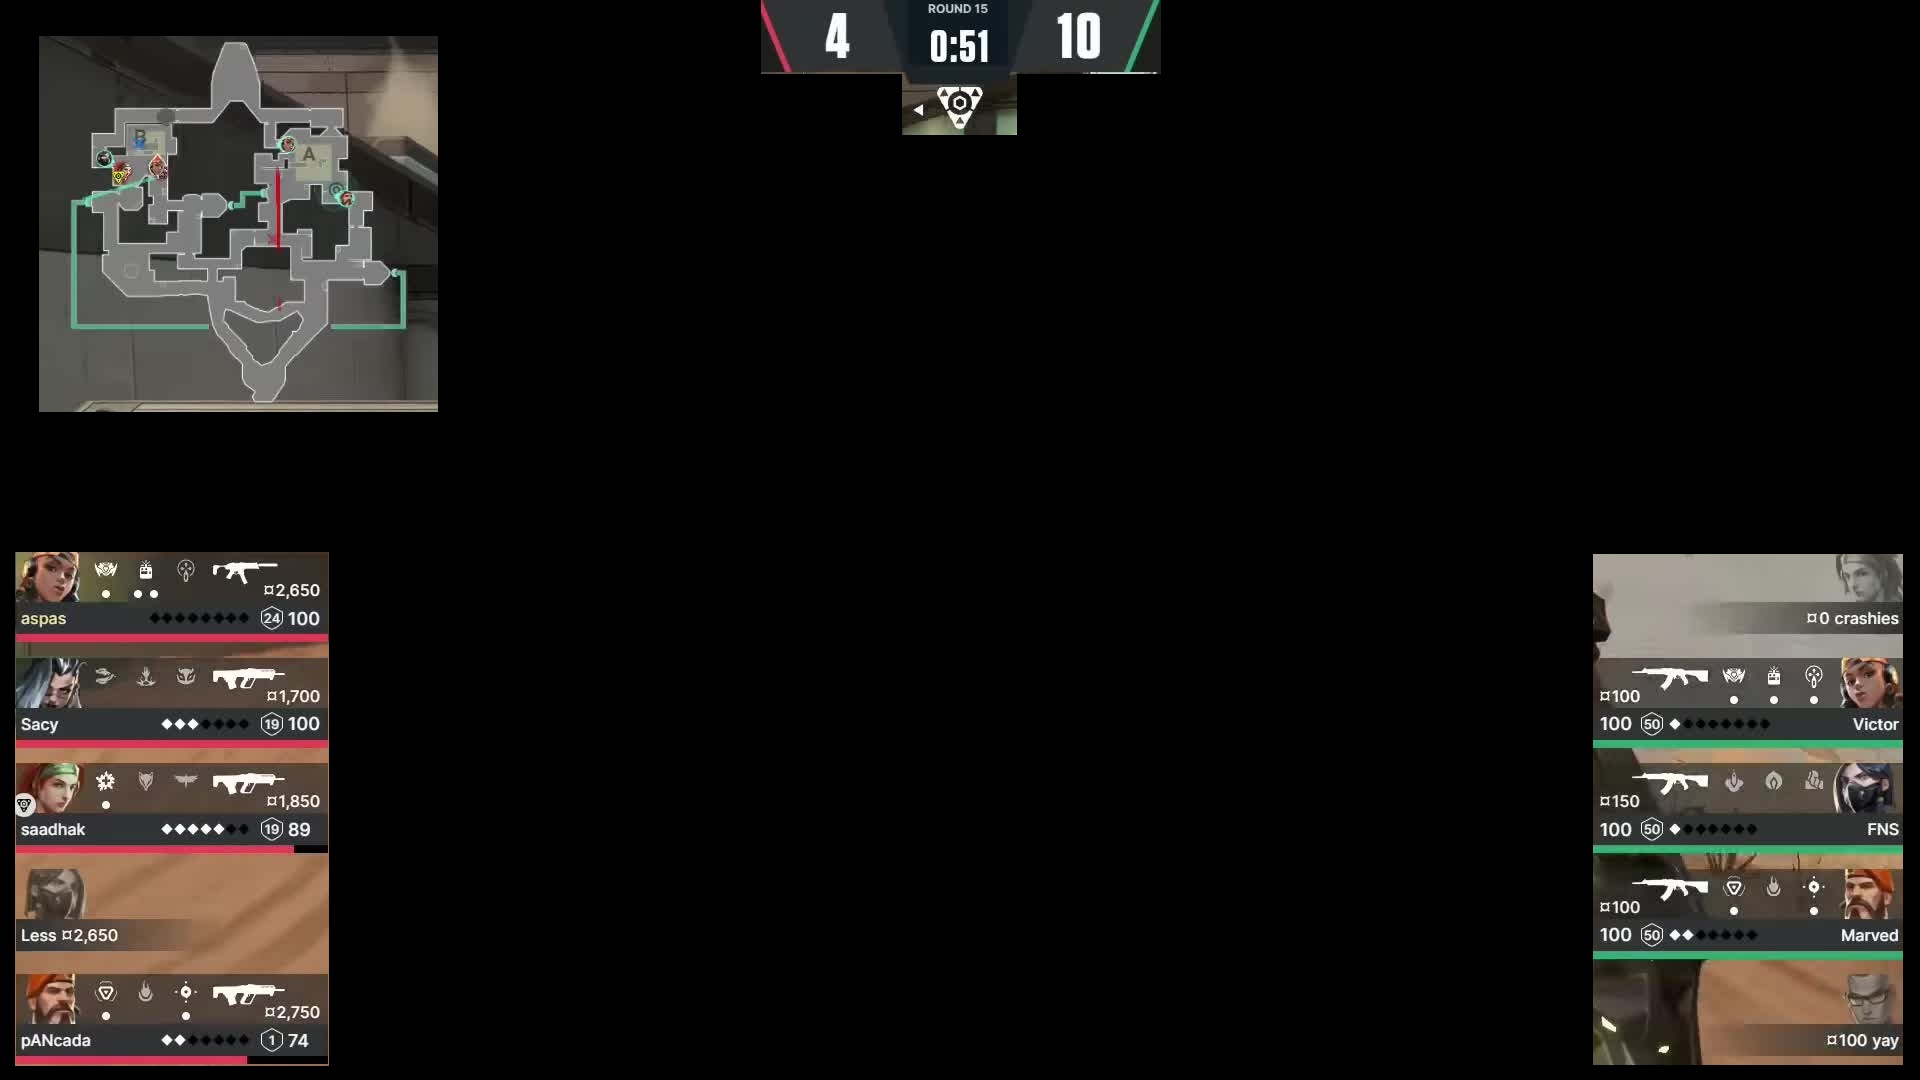 ROUND 15
4
0:51
10
B
A
¤2,650
aspas
24
100
¤1,700
Sacy
19
100
¤1,850
saadhak
19
89
Less ¤2,650
¤2,750
pANcada
1
74
¤0 crashies
¤100
100
50
Victor
¤150
100
50
FNS
¤100
100
50
Marved
¤100 yay